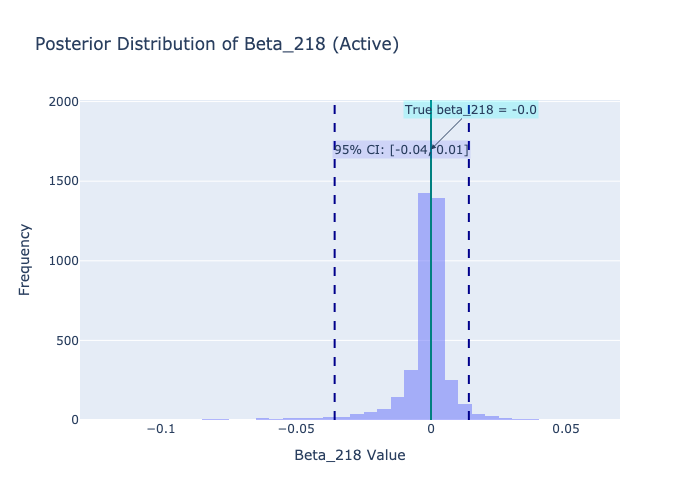 Posterior Distribution of Beta_218 (Active)
True beta_218 = -0.0
95% CI: [-0.04, 0.01]
Frequency
2000
1500
1000
500
0
−0.1
−0.05
0
0.05
Beta_218 Value